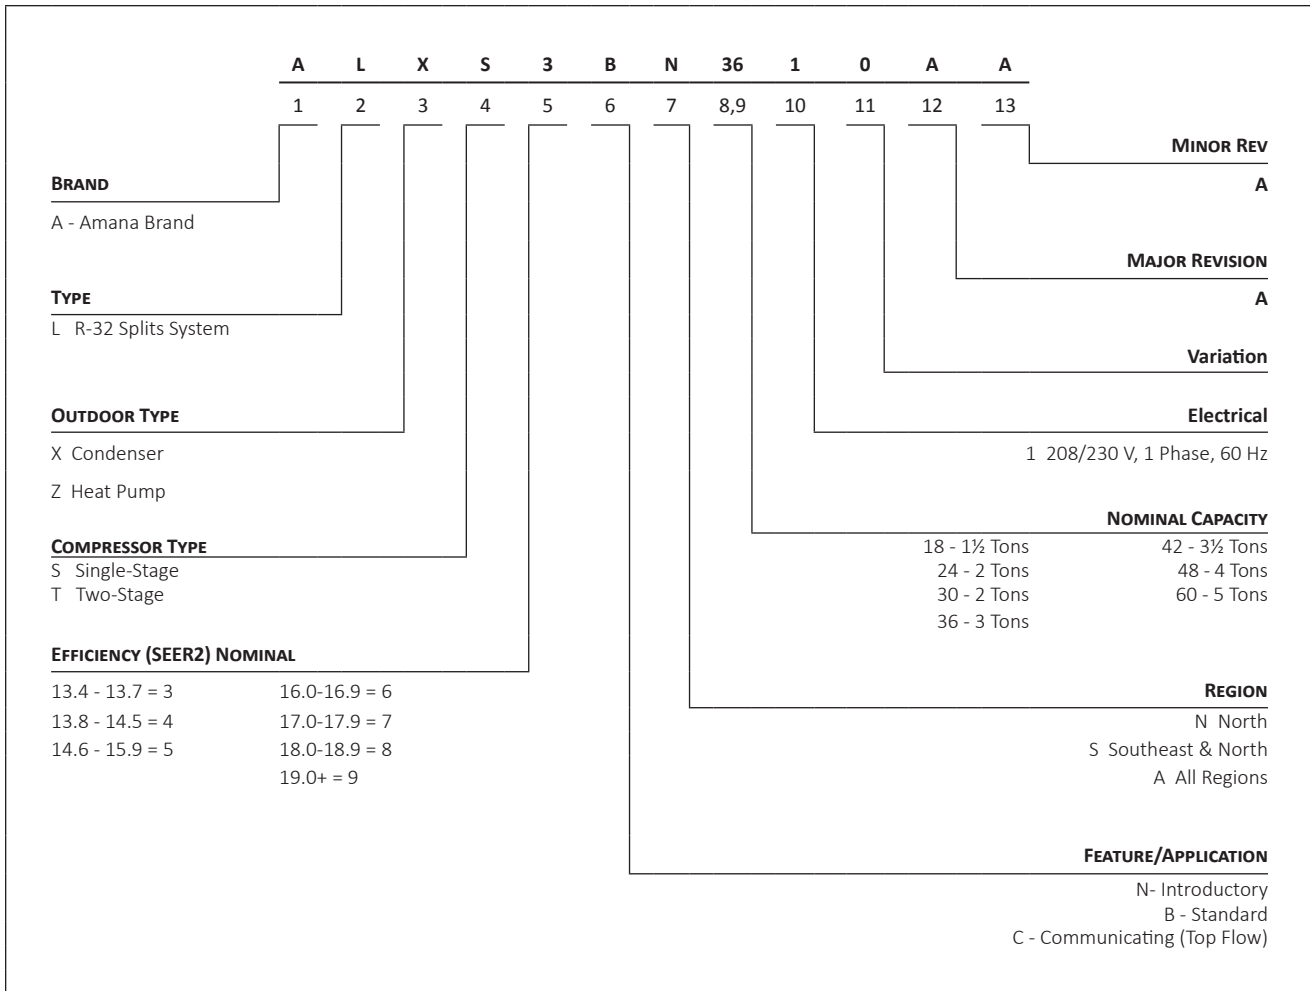 A L X S 3 B N 36 1 0 A A
1 2 3 4 5 6 7 8,9 10 11 12 13
BRAND
A - Amana Brand
TYPE
L R-32 Splits System
OUTDOOR TYPE
X Condenser
Z Heat Pump
COMPRESSOR TYPE
S Single-Stage
T Two-Stage
EFFICIENCY (SEER2) NOMINAL
13.4 - 13.7 = 3 16.0-16.9 = 6
13.8 - 14.5 = 4 17.0-17.9 = 7
14.6 - 15.9 = 5 18.0-18.9 = 8
19.0+ = 9
MINOR REV
A
MAJOR REVISION
A
Variation
Electrical
1 208/230 V, 1 Phase, 60 Hz
NOMINAL CAPACITY
18 - 1½ Tons 42 - 3½ Tons
24 - 2 Tons 48 - 4 Tons
30 - 2 Tons 60 - 5 Tons
36 - 3 Tons
REGION
N North
S Southeast & North
A All Regions
FEATURE/APPLICATION
N- Introductory
B - Standard
C - Communicating (Top Flow)